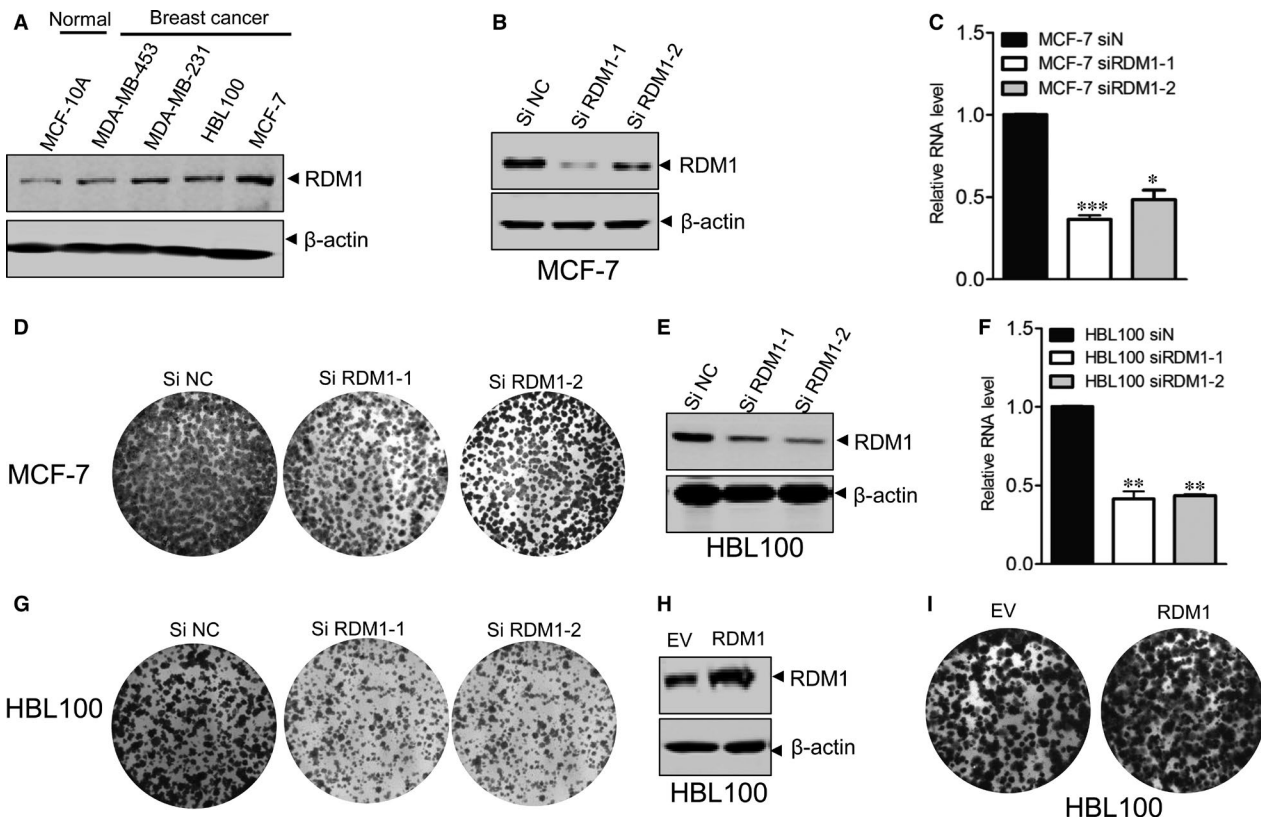 A
Normal
Breast cancer
MCF-10A
MDA-MB-453
MDA-MB-231
HBL100
MCF-7
RDM1
β-actin
B
Si NC
Si RDM1-1
Si RDM1-2
RDM1
β-actin
MCF-7
C
Relative RNA level
1.5
1.0
0.5
0.0
MCF-7 siN
MCF-7 siRDM1-1
MCF-7 siRDM1-2
***
*
D
Si NC
Si RDM1-1
Si RDM1-2
MCF-7
E
Si NC
Si RDM1-1
Si RDM1-2
RDM1
β-actin
HBL100
F
Relative RNA level
1.5
1.0
0.5
0.0
HBL100 siN
HBL100 siRDM1-1
HBL100 siRDM1-2
**
**
G
Si NC
Si RDM1-1
Si RDM1-2
HBL100
H
EV
RDM1
RDM1
β-actin
HBL100
I
EV
RDM1
HBL100